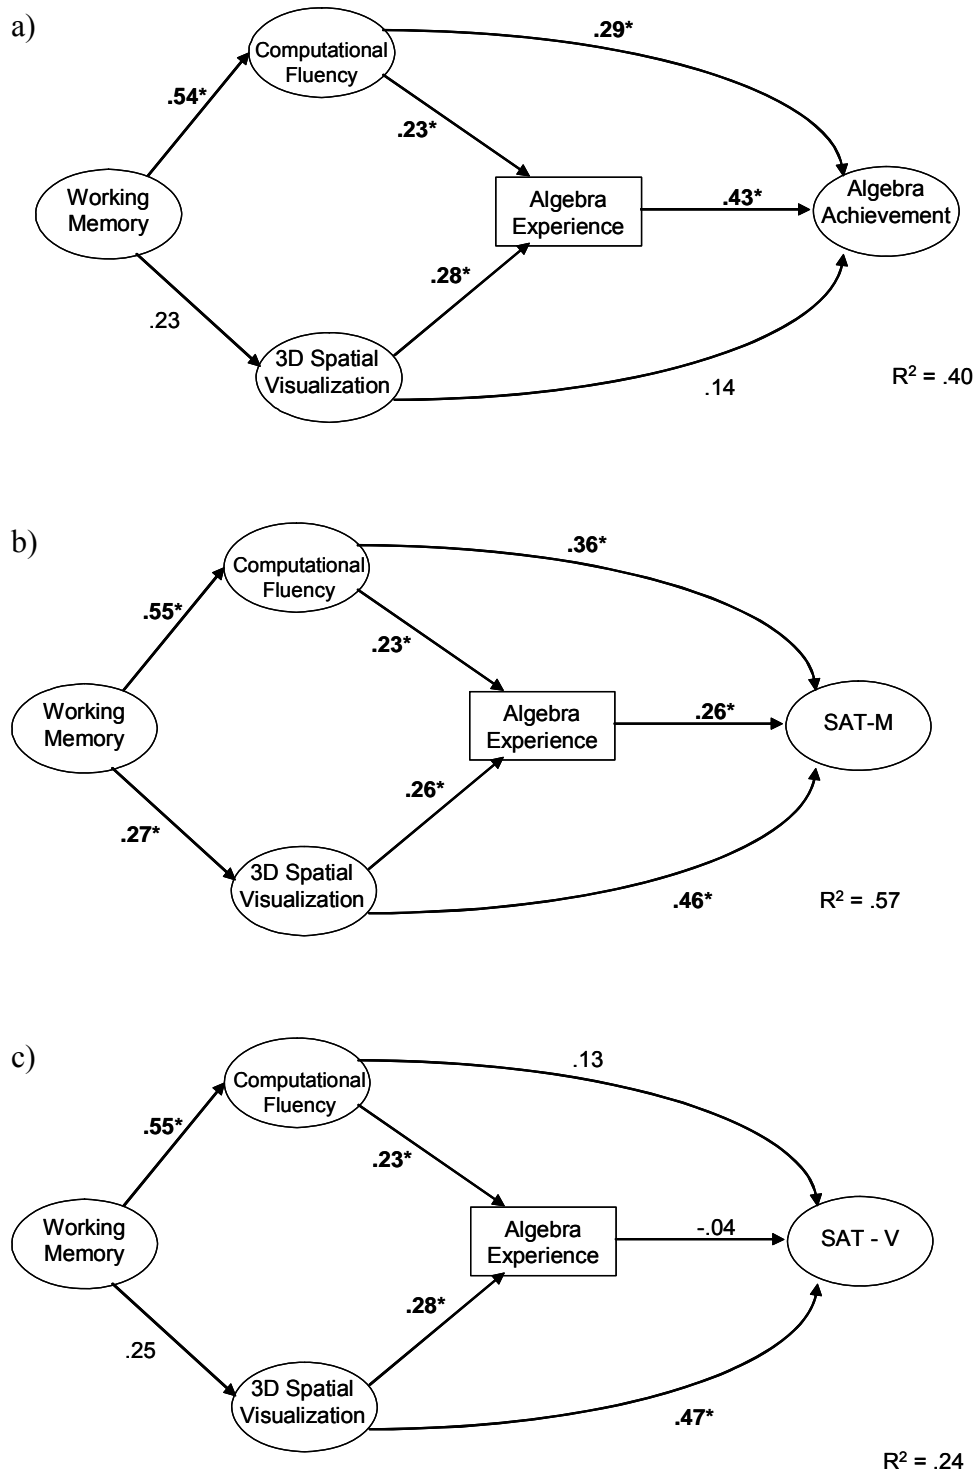 a)
Computational
Fluency
.29*
.54*
.23*
Working
Memory
Algebra
Experience
.43*
Algebra
Achievement
.28*
.23
3D Spatial
Visualization
.14
R² = .40
b)
Computational
Fluency
.36*
.55*
.23*
Working
Memory
Algebra
Experience
.26*
SAT-M
.26*
.27*
3D Spatial
Visualization
.46*
R² = .57
c)
Computational
Fluency
.13
.55*
.23*
Working
Memory
Algebra
Experience
-.04
SAT - V
.28*
.25
3D Spatial
Visualization
.47*
R² = .24